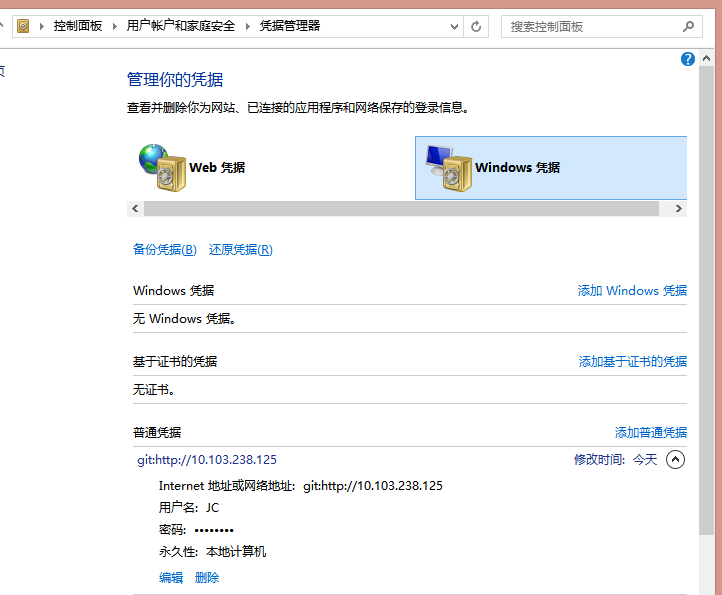 控制面板 用户帐户和家庭安全 凭据管理器 搜索控制面板
页
管理你的凭据
查看并删除你为网站、已连接的应用程序和网络保存的登录信息。
Web 凭据 Windows 凭据
备份凭据(B) 还原凭据(R)
Windows 凭据 添加 Windows 凭据
无 Windows 凭据。
基于证书的凭据 添加基于证书的凭据
无证书。
普通凭据 添加普通凭据
git:http://10.103.238.125 修改时间: 今天
Internet 地址或网络地址: git:http://10.103.238.125
用户名: JC
密码: ••••••••
永久性: 本地计算机
编辑 删除